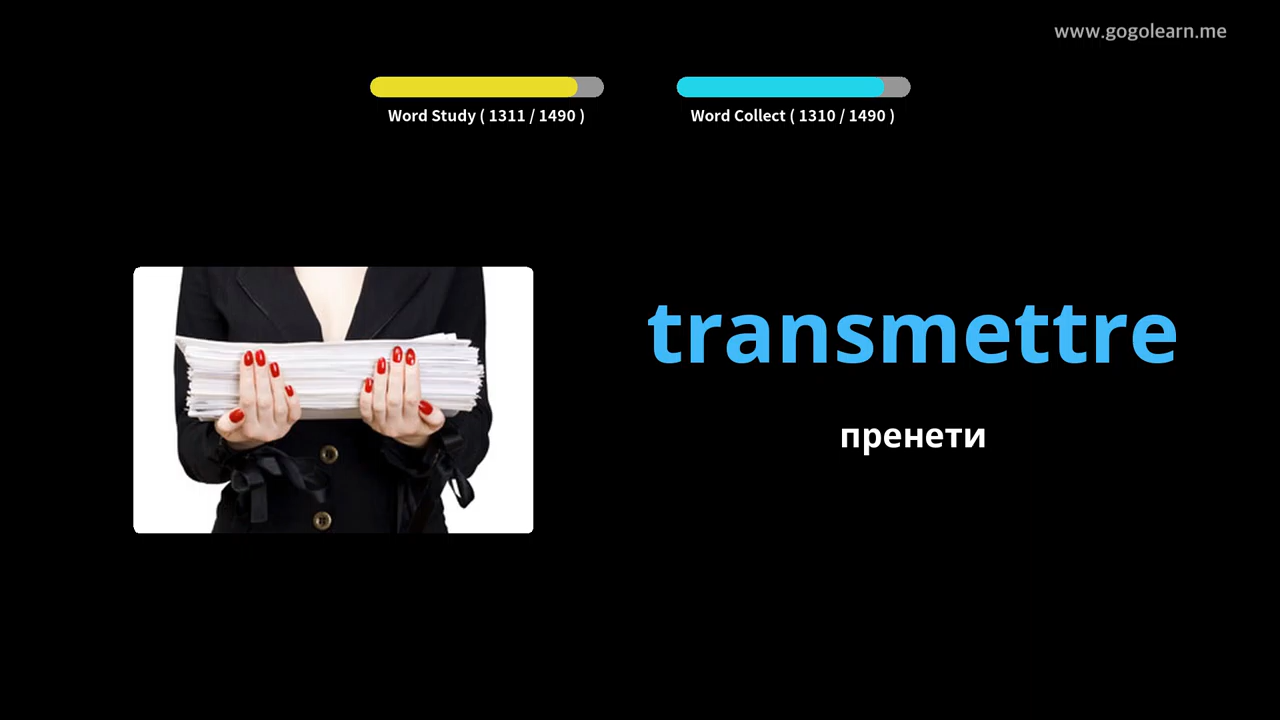 www.gogolearn.me
Word Study ( 1311 / 1490 )
Word Collect ( 1310 / 1490 )
transmettre
пренети